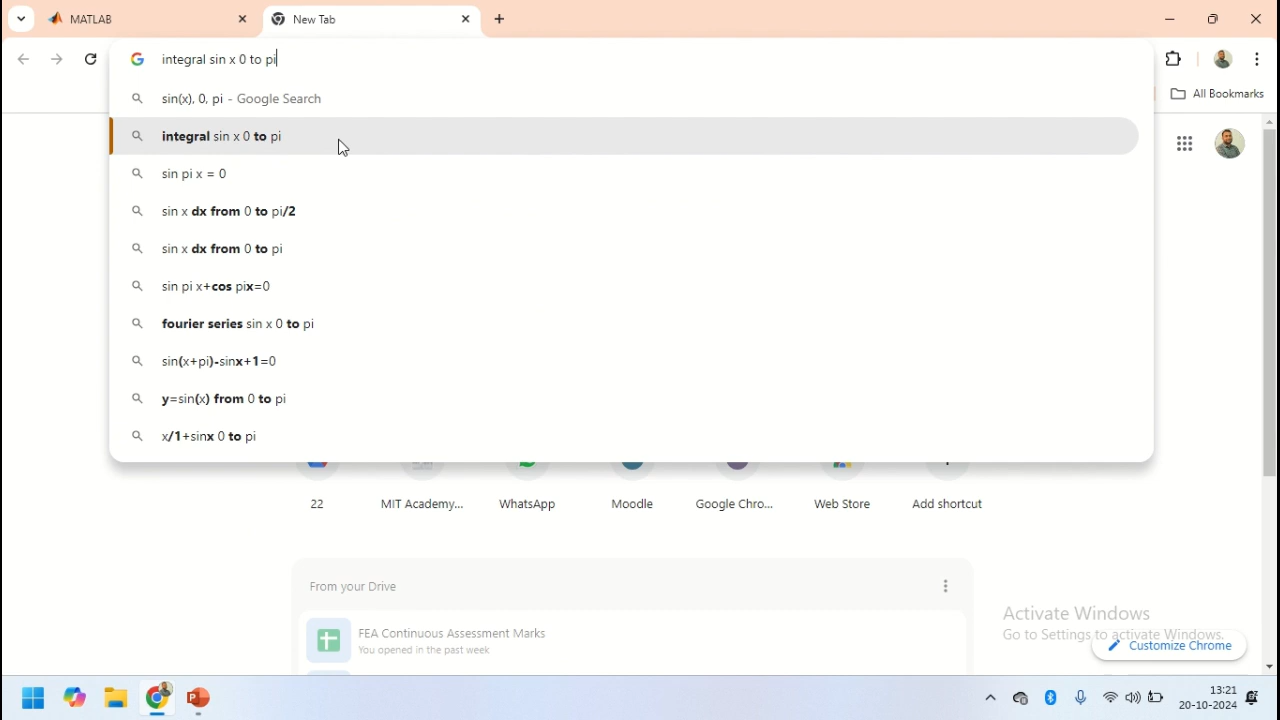 MATLAB
New Tab
integral sin x 0 to pi
All Bookmarks
sin(x), 0, pi - Google Search
integral sin x 0 to pi
sin pi x = 0
sin x dx from 0 to pi/2
sin x dx from 0 to pi
sin pi x+cos pix=0
fourier series sin x 0 to pi
sin(x+pi)-sinx+1=0
y=sin(x) from 0 to pi
x/1+sinx 0 to pi
22
MIT Academy...
WhatsApp
Moodle
Google Chro...
Web Store
Add shortcut
From your Drive
FEA Continuous Assessment Marks
You opened in the past week
Activate Windows
Go to Settings to activate Windows.
Customize Chrome
13:21
20-10-2024